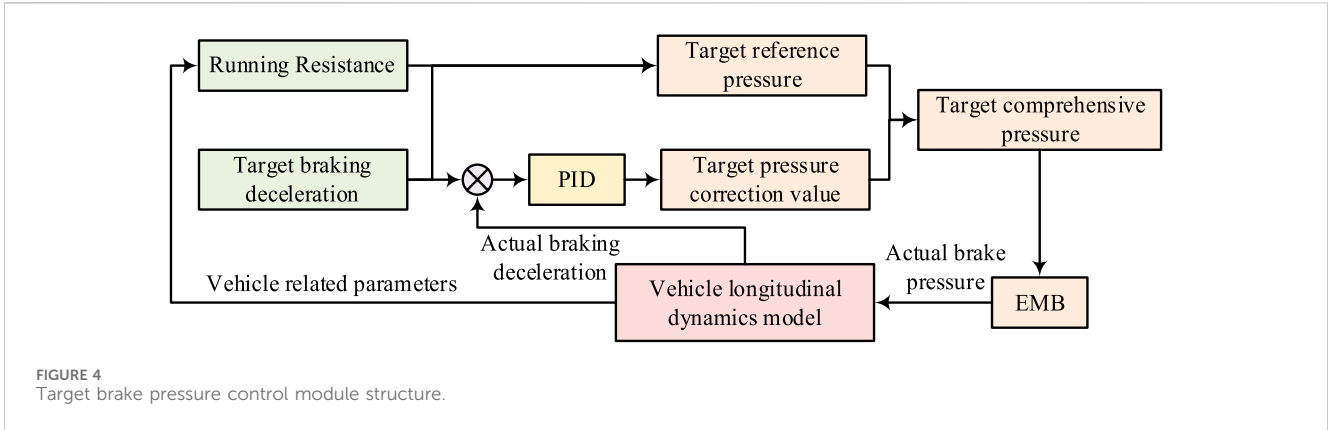 Running Resistance
Target reference
pressure
Target comprehensive
pressure
Target braking
deceleration
PID
Target pressure
correction value
Actual braking
deceleration
Actual brake
pressure
Vehicle related parameters
Vehicle longitudinal
dynamics model
EMB
FIGURE 4
Target brake pressure control module structure.